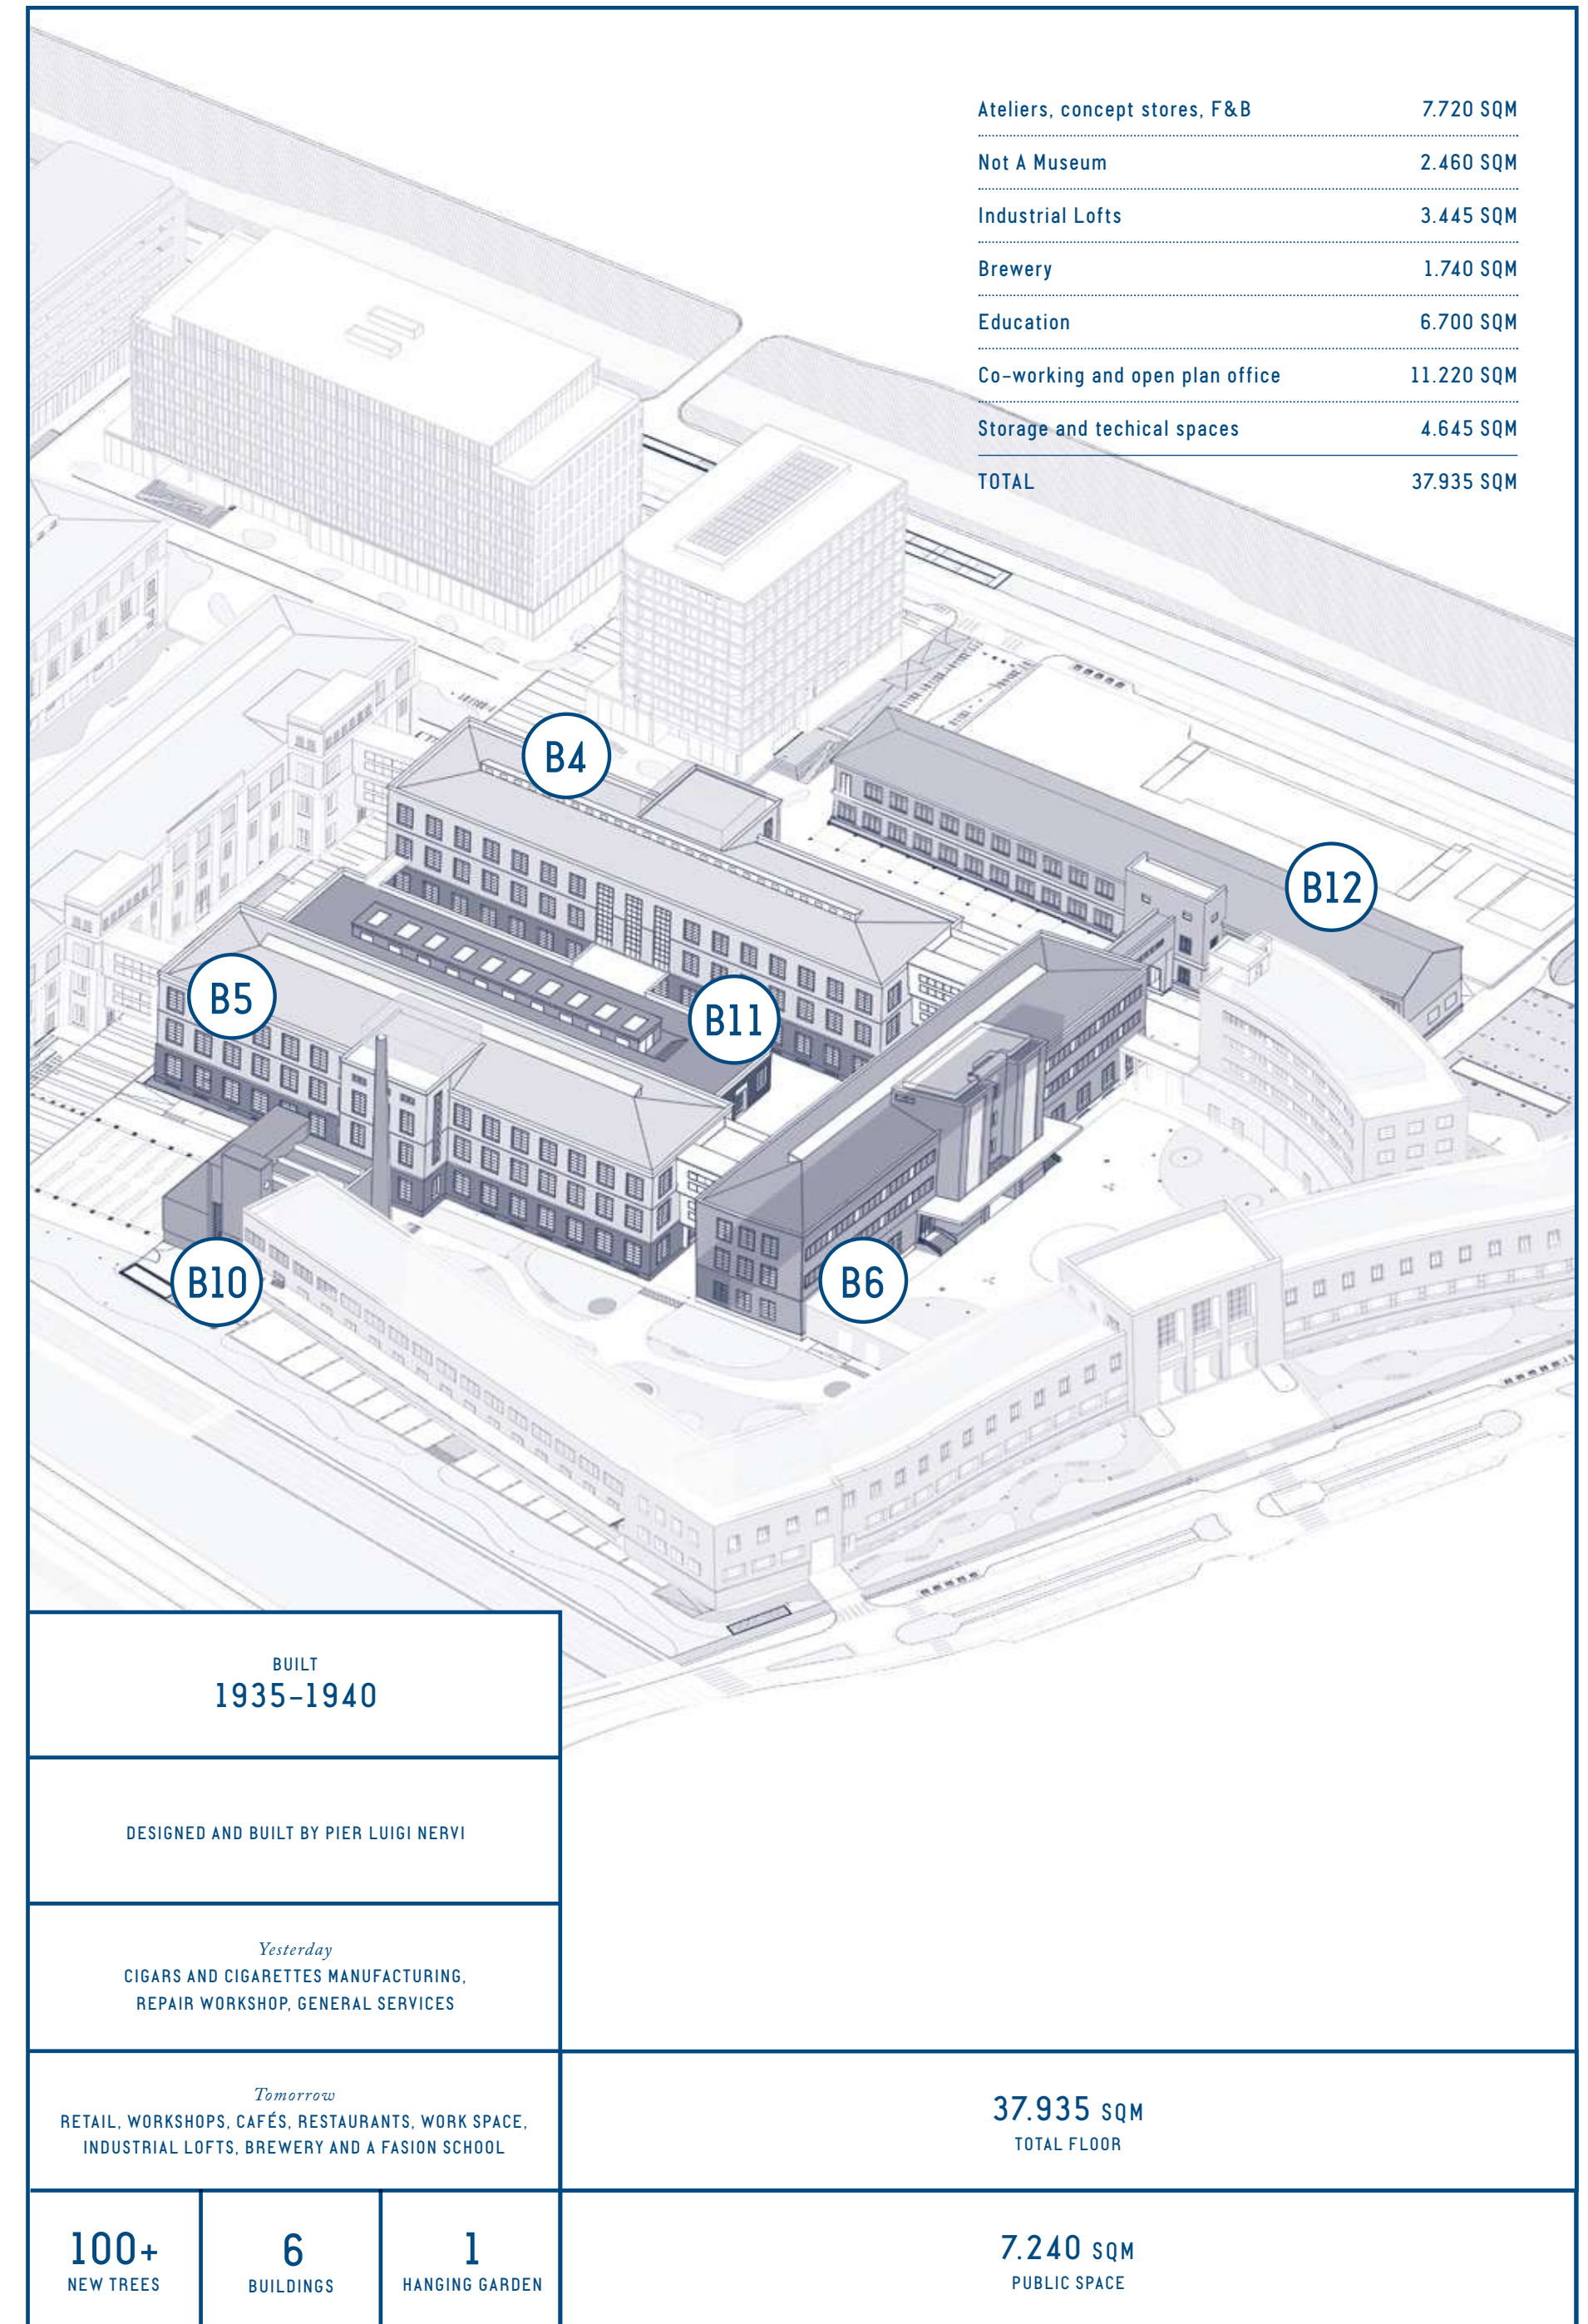 Ateliers, concept stores, F&B 7.720 SQM
Not A Museum 2.460 SQM
Industrial Lofts 3.445 SQM
Brewery 1.740 SQM
Education 6.700 SQM
Co-working and open plan office 11.220 SQM
Storage and techical spaces 4.645 SQM
TOTAL 37.935 SQM
B4
B12
B5
B11
B10
B6
BUILT
1935-1940
DESIGNED AND BUILT BY PIER LUIGI NERVI
Yesterday
CIGARS AND CIGARETTES MANUFACTURING,
REPAIR WORKSHOP, GENERAL SERVICES
Tomorrow
RETAIL, WORKSHOPS, CAFÉS, RESTAURANTS, WORK SPACE,
INDUSTRIAL LOFTS, BREWERY AND A FASION SCHOOL
37.935 SQM
TOTAL FLOOR
100+
NEW TREES
6
BUILDINGS
1
HANGING GARDEN
7.240 SQM
PUBLIC SPACE